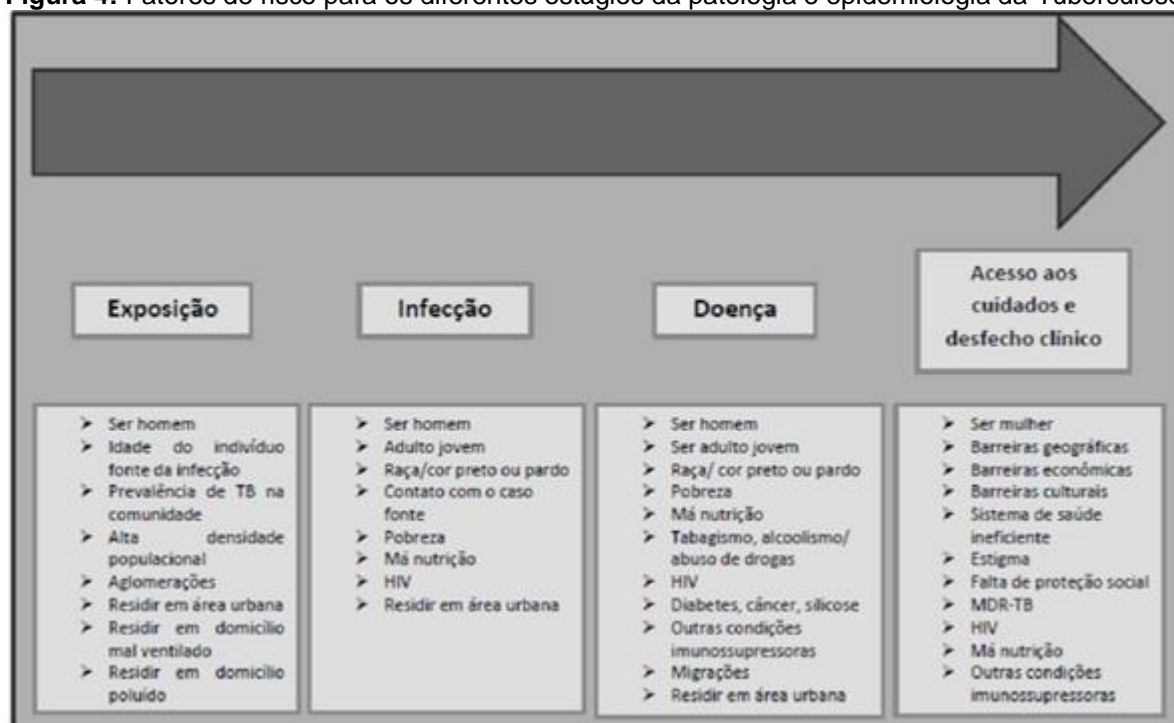 Figura 4. Fatores de risco para os diferentes estágios da patologia e epidemiologia da Tuberculose
Exposição
Infecção
Doença
Acesso aos
cuidados e
desfecho clínico
➤ Ser homem
➤ Idade do indivíduo
fonte da infecção
➤ Prevalência de TB na
comunidade
➤ Alta densidade
populacional
➤ Aglomerações
➤ Residir em área urbana
➤ Residir em domicílio
mal ventilado
➤ Residir em domicílio
poluído
➤ Ser homem
➤ Adulto jovem
➤ Raça/cor preto ou pardo
➤ Contato com o caso
fonte
➤ Pobreza
➤ Má nutrição
➤ HIV
➤ Residir em área urbana
➤ Ser homem
➤ Ser adulto jovem
➤ Raça/ cor preto ou pardo
➤ Pobreza
➤ Má nutrição
➤ Tabagismo, alcoolismo/
abuso de drogas
➤ HIV
➤ Diabetes, câncer, silicose
➤ Outras condições
imunossupressoras
➤ Migrações
➤ Residir em área urbana
➤ Ser mulher
➤ Barreiras geográficas
➤ Barreiras econômicas
➤ Barreiras culturais
➤ Sistema de saúde
ineficiente
➤ Estigma
➤ Falta de proteção social
➤ MDR-TB
➤ HIV
➤ Má nutrição
➤ Outras condições
imunossupressoras